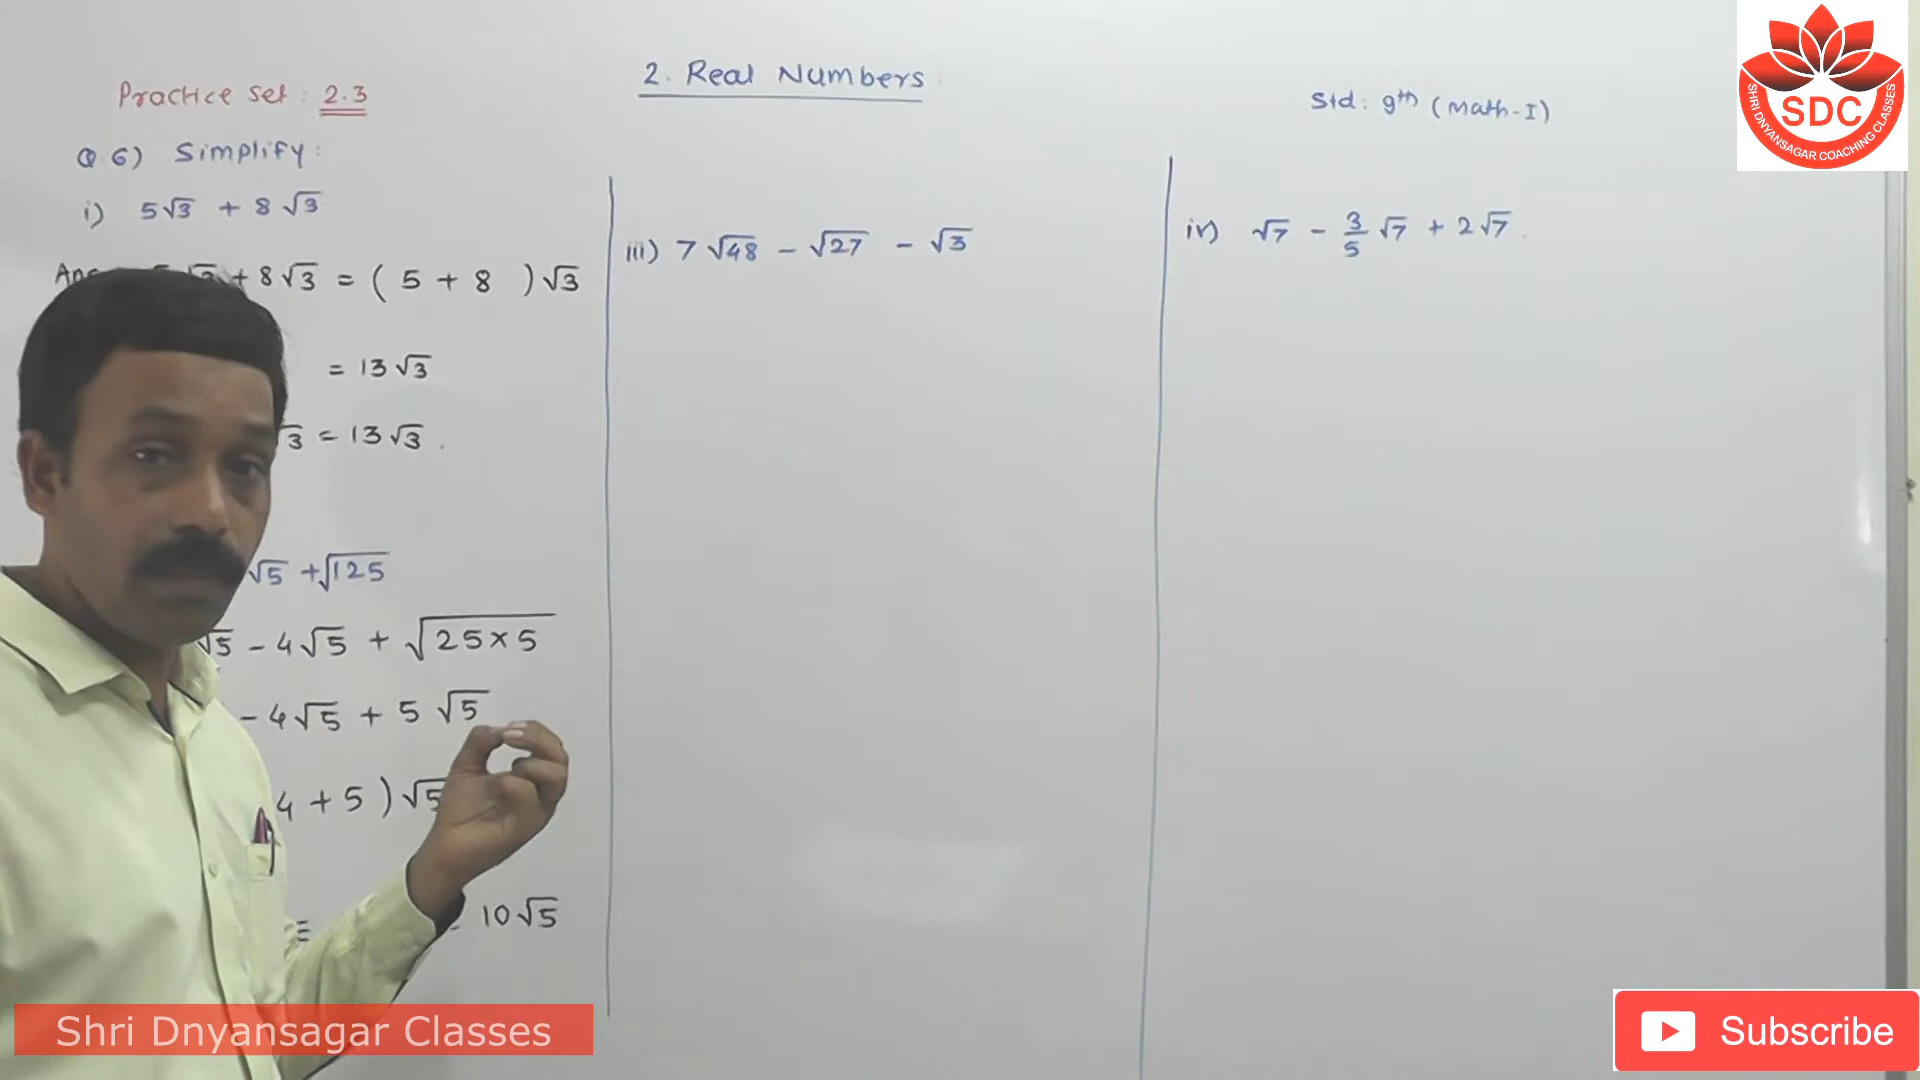 2. Real Numbers
Practice Set : 2.3
Std : 9th (Math-I)
Q.6) Simplify :
i) 5√3 + 8√3
+ 8√3 = ( 5 + 8 ) √3
= 13√3
√3 = 13√3 .
√5 + √125
√5 - 4√5 + √25×5
- 4√5 + 5 √5
4 + 5 ) √5
= 10√5
iii) 7 √48 - √27 - √3
iv) √7 - 3/5 √7 + 2√7 .
SDC
SHRI DNYANSAGAR COACHING CLASSES
Shri Dnyansagar Classes
Subscribe